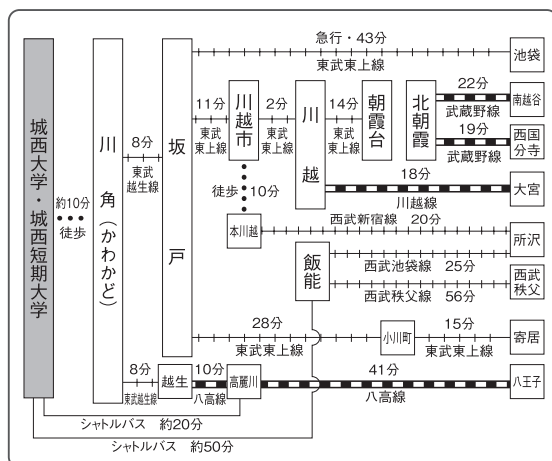 急行・43分
東武東上線
池袋
城西大学・城西短期大学
約10分
徒歩
川角(かわかど)
8分
東武
越生線
坂戸
11分
東武
東上線
川越市
2分
東武
東上線
川越
14分
東武
東上線
朝霞台
北朝霞
22分
武蔵野線
南越谷
19分
武蔵野線
西国
分寺
徒歩
10分
18分
川越線
大宮
本川越
西武新宿線 20分
所沢
飯能
西武池袋線 25分
西武秩父線 56分
西武
秩父
28分
東武東上線
小川町
15分
東武東上線
寄居
8分
東武越生線
越生
10分
八高線
高麗川
41分
八高線
八王子
シャトルバス 約20分
シャトルバス 約50分